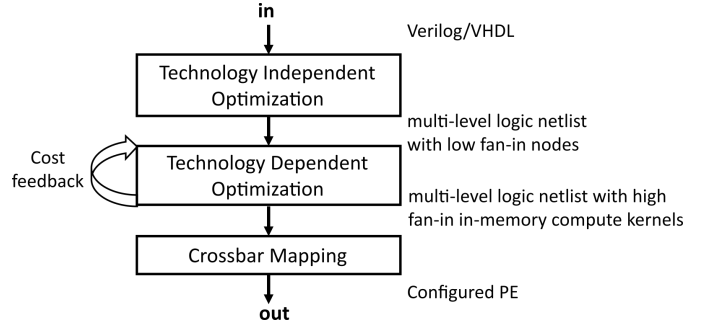 in
Verilog/VHDL
Technology Independent
Optimization
multi-level logic netlist
with low fan-in nodes
Cost
feedback
Technology Dependent
Optimization
multi-level logic netlist with high
fan-in in-memory compute kernels
Crossbar Mapping
Configured PE
out